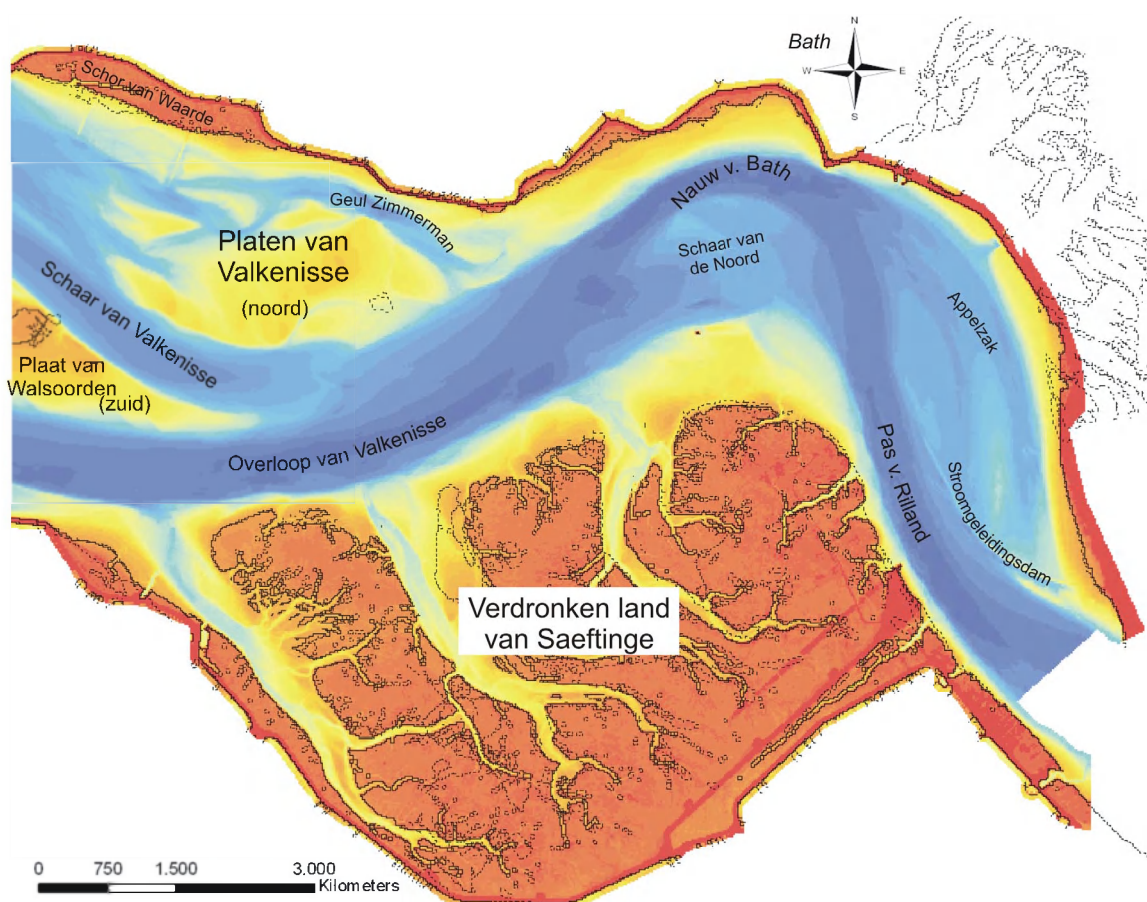 N
Bath
W
E
S
Schor van Waarde
Nauw v. Bath
Geul Zimmerman
Platen van
Valkenisse
(noord)
Schaar van
de Noord
Schaar van Valkenisse
Appelzak
Plaat van
Walsoorden
(zuid)
Overloop van Valkenisse
Pas v. Rilland
Stroomgeleidingsdam
Verdronken land
van Saeftinge
0 750 1.500 3.000
Kilometers